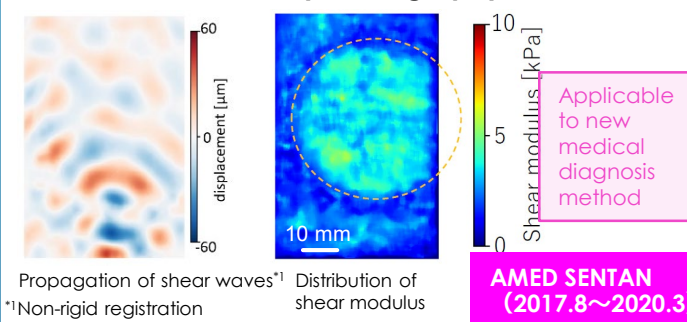 60
0
-60
displacement [μm]
10 mm
10
5
0
Shear modulus [kPa]
Applicable
to new
medical
diagnosis
method
Propagation of shear waves*1
*1Non-rigid registration
Distribution of
shear modulus
AMED SENTAN
（2017.8～2020.3